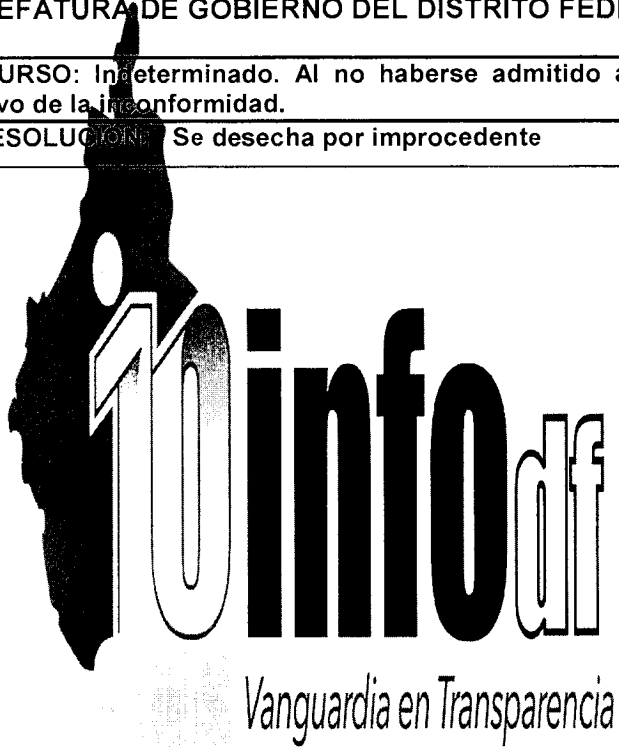 EFATURA DE GOBIERNO DEL DISTRITO FED
URSO: Indeterminado. Al no haberse admitido a
vo de la inconformidad.
ESOLUCIÓN: Se desecha por improcedente
10 info df
Vanguardia en Transparencia